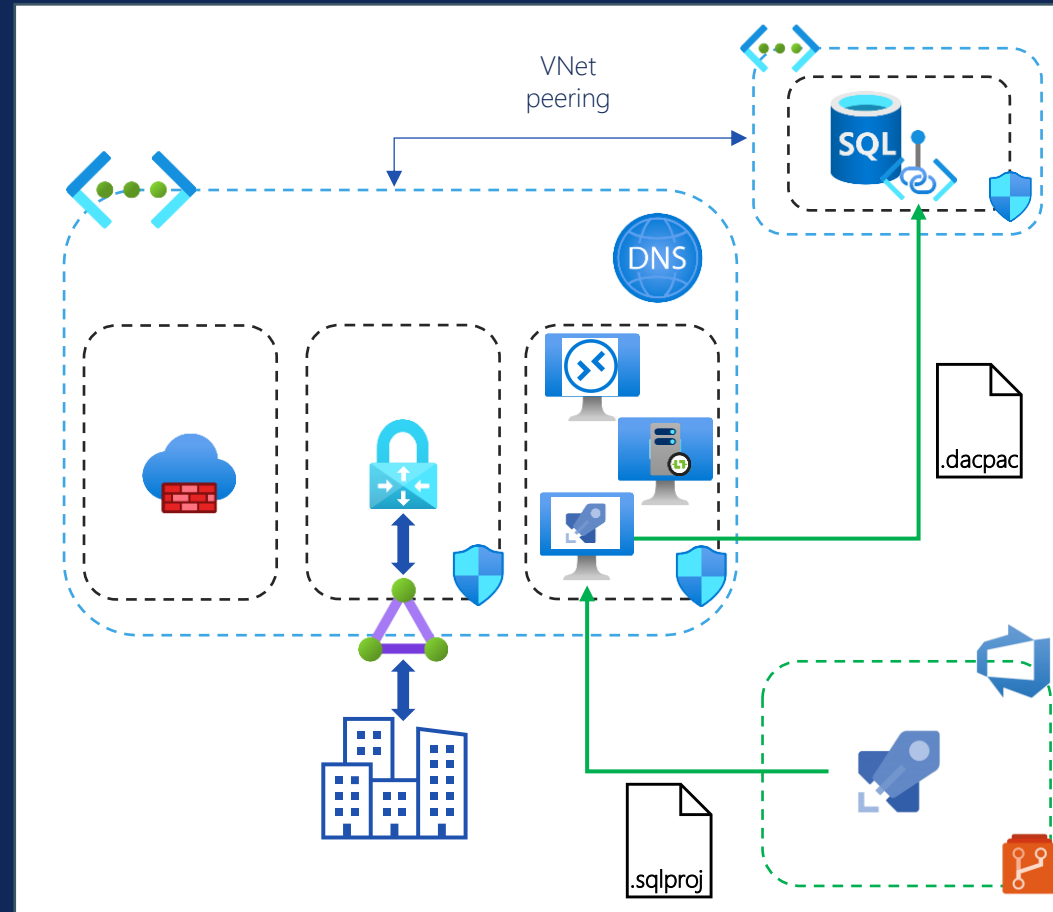 VNet
peering
SQL
DNS
.dacpac
.sqlproj